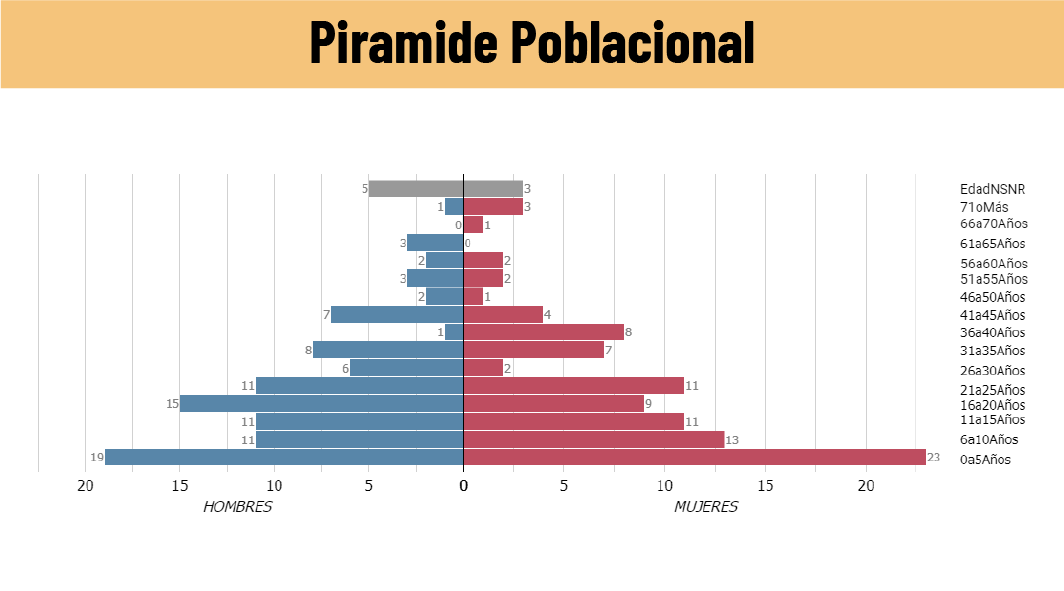 Piramide Poblacional
5 3 EdadNSNR
1 3 71oMás
0 1 66a70Años
3 0 61a65Años
2 2 56a60Años
3 2 51a55Años
2 1 46a50Años
7 4 41a45Años
1 8 36a40Años
8 7 31a35Años
6 2 26a30Años
11 11 21a25Años
15 9 16a20Años
11 11 11a15Años
11 13 6a10Años
19 23 0a5Años
20 15 10 5 0 5 10 15 20
HOMBRES MUJERES